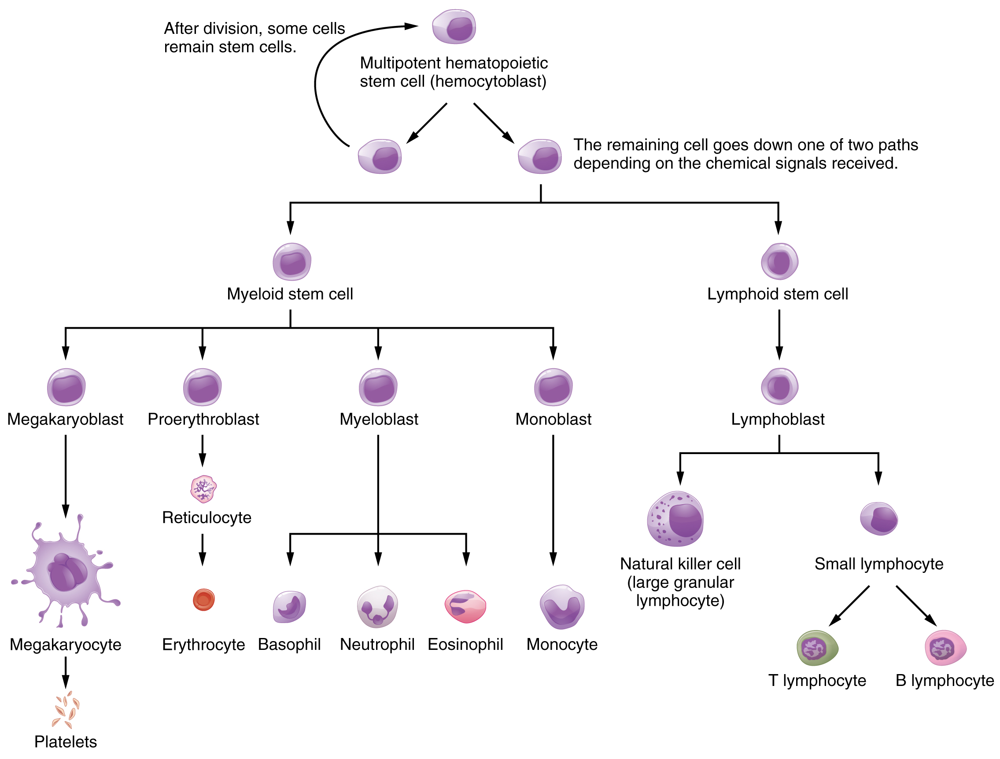 After division, some cells
remain stem cells.
Multipotent hematopoietic
stem cell (hemocytoblast)
The remaining cell goes down one of two paths
depending on the chemical signals received.
Myeloid stem cell
Lymphoid stem cell
Megakaryoblast
Proerythroblast
Myeloblast
Monoblast
Lymphoblast
Reticulocyte
Natural killer cell
(large granular
lymphocyte)
Small lymphocyte
Megakaryocyte
Erythrocyte
Basophil
Neutrophil
Eosinophil
Monocyte
T lymphocyte
B lymphocyte
Platelets